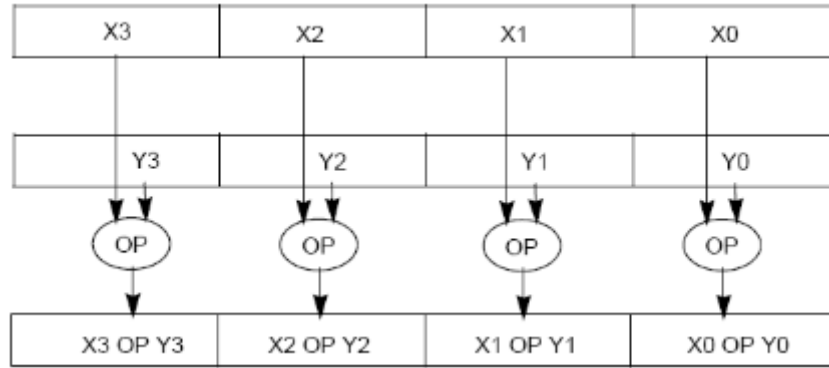 X3 X2 X1 X0
Y3 Y2 Y1 Y0
OP OP OP OP
X3 OP Y3 X2 OP Y2 X1 OP Y1 X0 OP Y0